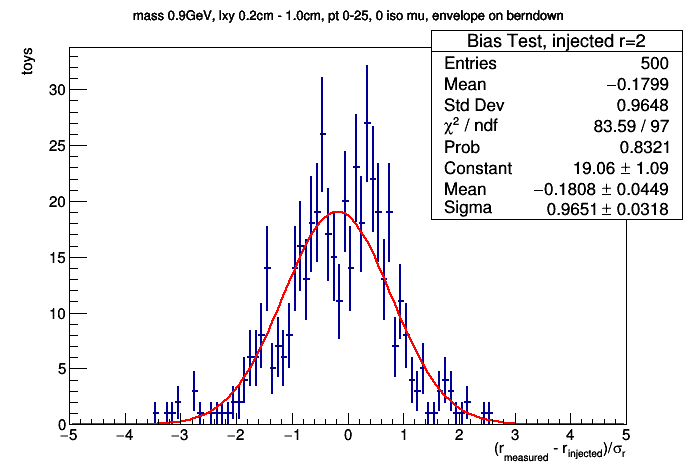 mass 0.9GeV, lxy 0.2cm - 1.0cm, pt 0-25, 0 iso mu, envelope on berndown
Bias Test, injected r=2
Entries 500
Mean −0.1799
Std Dev 0.9648
χ² / ndf 83.59 / 97
Prob 0.8321
Constant 19.06 ± 1.09
Mean −0.1808 ± 0.0449
Sigma 0.9651 ± 0.0318
toys
30
25
20
15
10
5
0
−5 −4 −3 −2 −1 0 1 2 3 4 5
(r_measured - r_injected)/σ_r